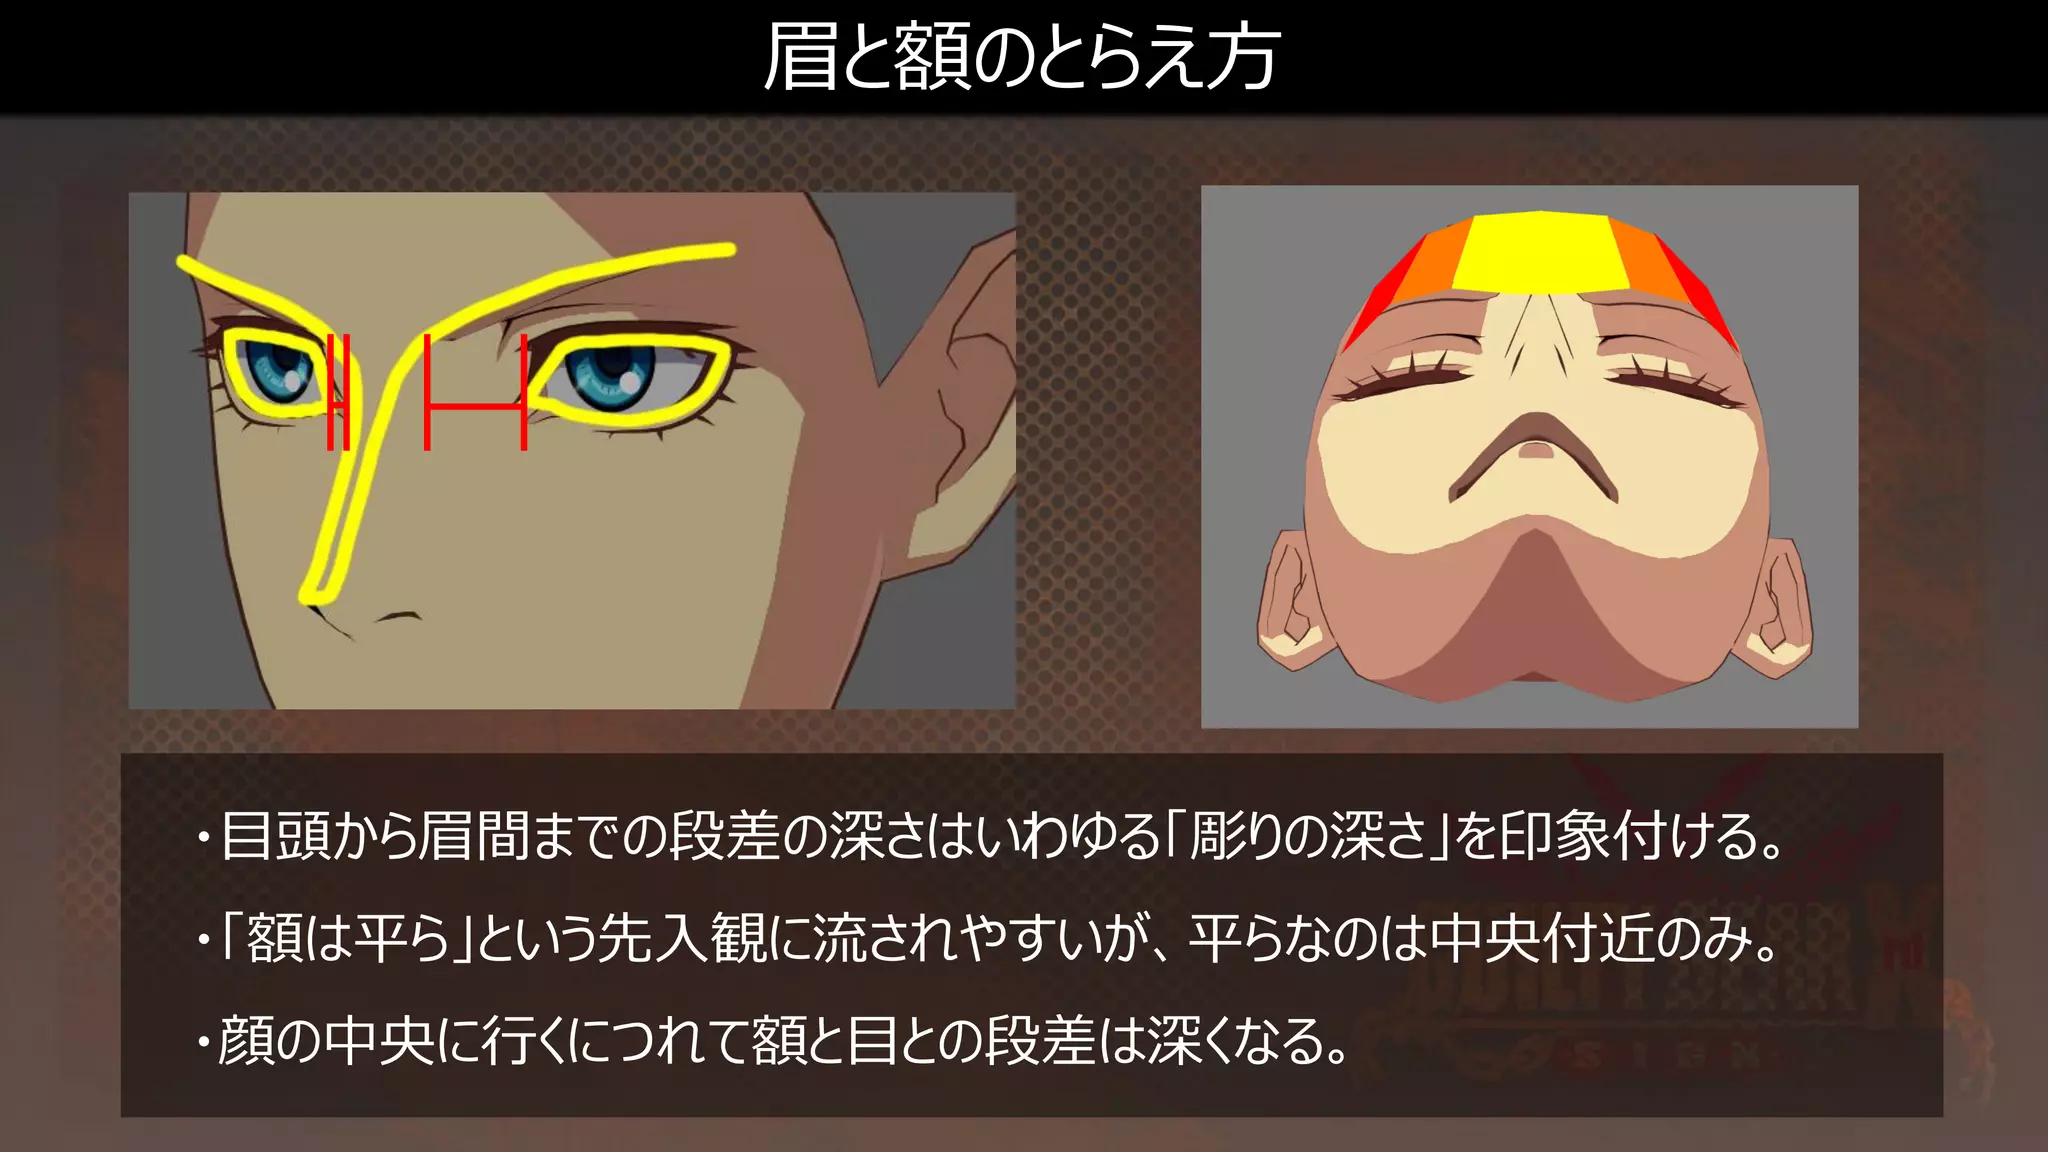 眉と額のとらえ方
・目頭から眉間までの段差の深さはいわゆる「彫りの深さ」を印象付ける。
・「額は平ら」という先入観に流されやすいが、平らなのは中央付近のみ。
・顔の中央に行くにつれて額と目との段差は深くなる。
GUILTY GEAR Xrd
SIGN